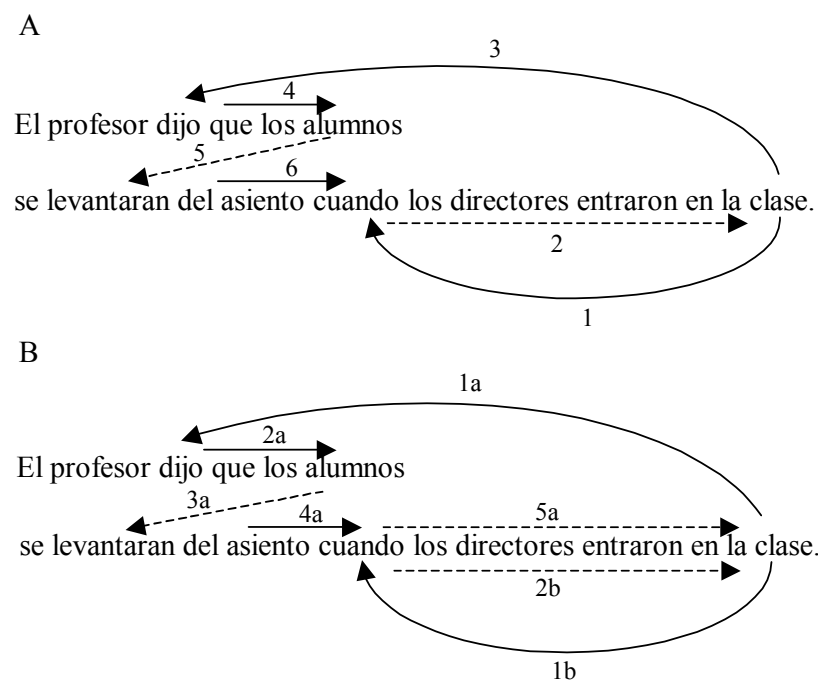 A
3
4
El profesor dijo que los alumnos
5
6
se levantaran del asiento cuando los directores entraron en la clase.
2
1
B
1a
2a
El profesor dijo que los alumnos
3a
4a
5a
se levantaran del asiento cuando los directores entraron en la clase.
2b
1b